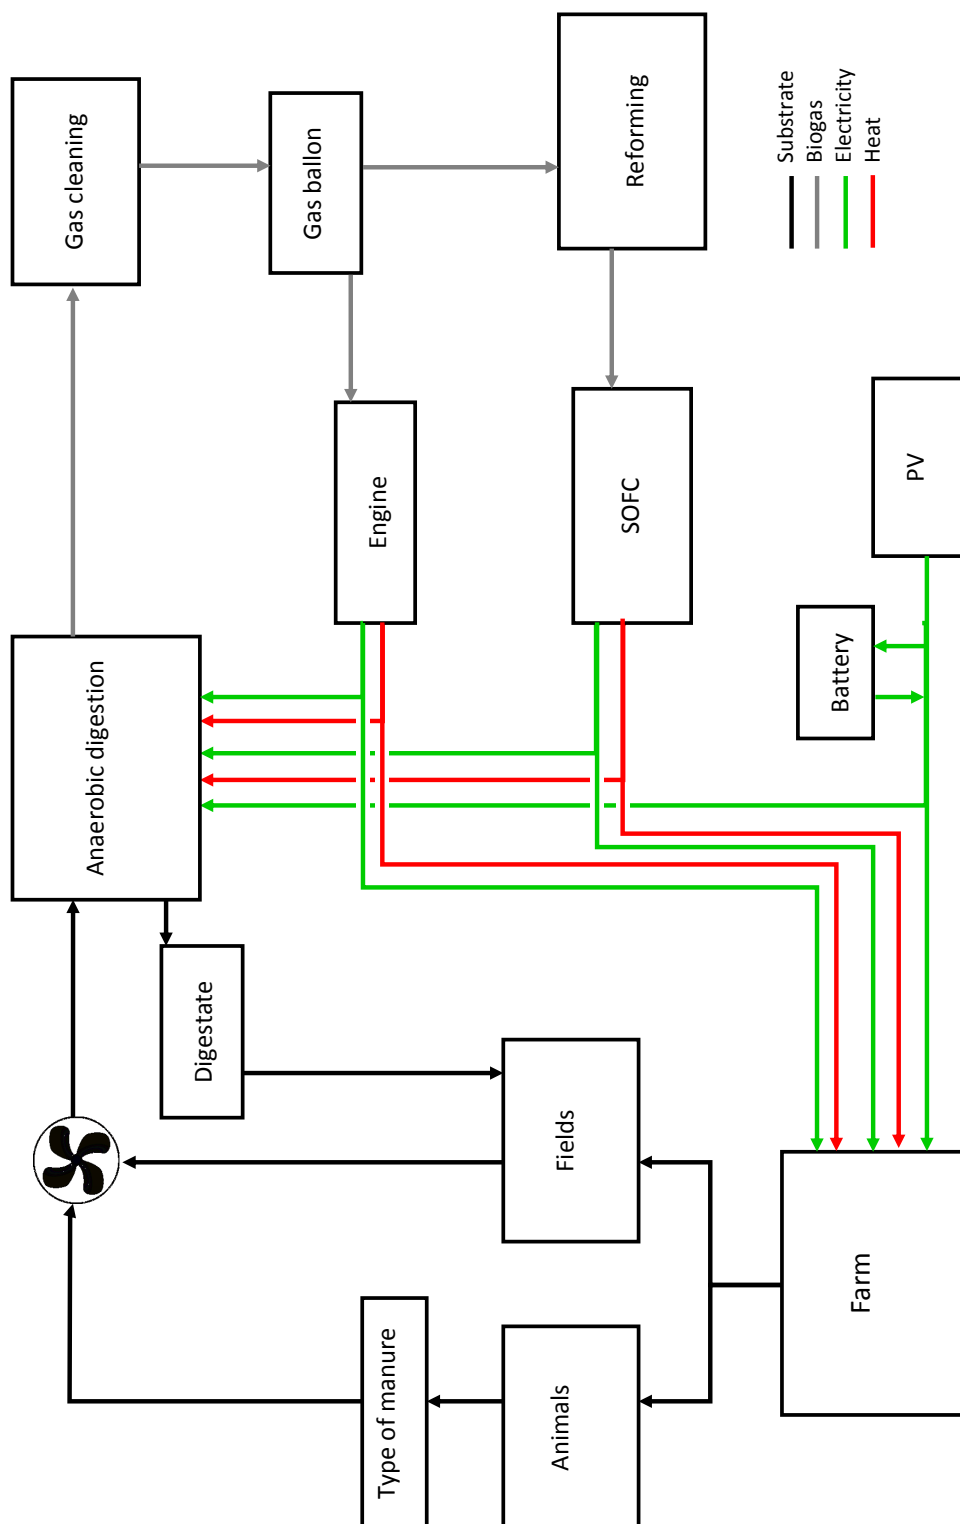 Anaerobic digestion
Gas cleaning
Digestate
Gas ballon
Type of manure
Engine
Animals
Fields
SOFC
Reforming
Substrate
Biogas
Electricity
Heat
Battery
Farm
PV